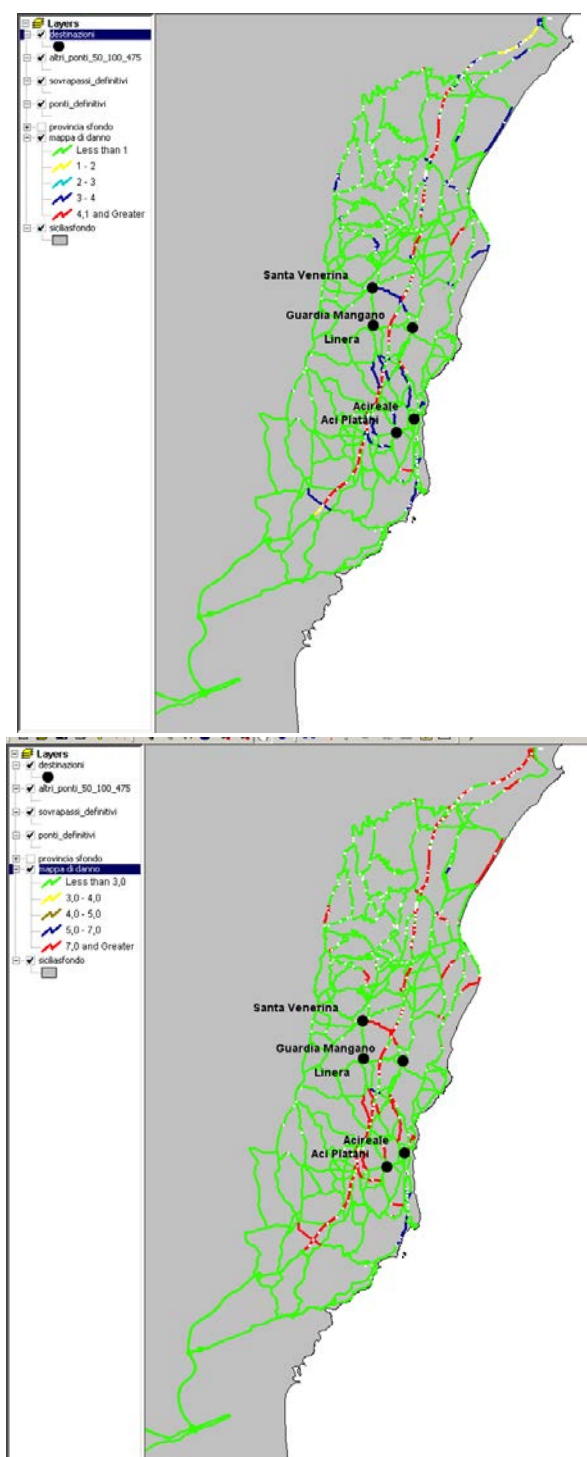 Layers
destinazioni
altri_ponti_50_100_475
sovrapassi_definitivi
ponti_definitivi
provincia sfondo
mappa di danno
Less than 1
1 - 2
2 - 3
3 - 4
4,1 and Greater
siciliasfondo
Santa Venerina
Guardia Mangano
Linera
Acireale
Aci Platani
Layers
destinazioni
altri_ponti_50_100_475
sovrapassi_definitivi
ponti_definitivi
provincia sfondo
mappa di danno
Less than 3,0
3,0 - 4,0
4,0 - 5,0
5,0 - 7,0
7,0 and Greater
siciliasfondo
Santa Venerina
Guardia Mangano
Linera
Acireale
Aci Platani